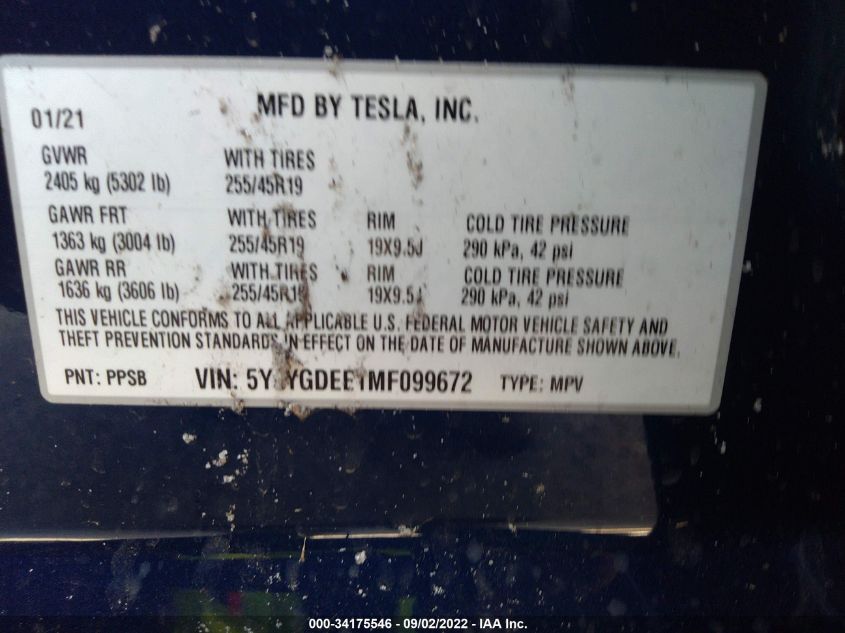 01/21 MFD BY TESLA, INC.
GVWR WITH TIRES
2405 kg (5302 lb) 255/45R19
GAWR FRT WITH TIRES RIM COLD TIRE PRESSURE
1363 kg (3004 lb) 255/45R19 19X9.5J 290 kPa, 42 psi
GAWR RR WITH TIRES RIM COLD TIRE PRESSURE
1636 kg (3606 lb) 255/45R19 19X9.5J 290 kPa, 42 psi
THIS VEHICLE CONFORMS TO ALL APPLICABLE U.S. FEDERAL MOTOR VEHICLE SAFETY AND
THEFT PREVENTION STANDARDS IN EFFECT ON THE DATE OF MANUFACTURE SHOWN ABOVE.
PNT: PPSB VIN: TYPE: MPV
000-34175546 - 09/02/2022 - IAA Inc.